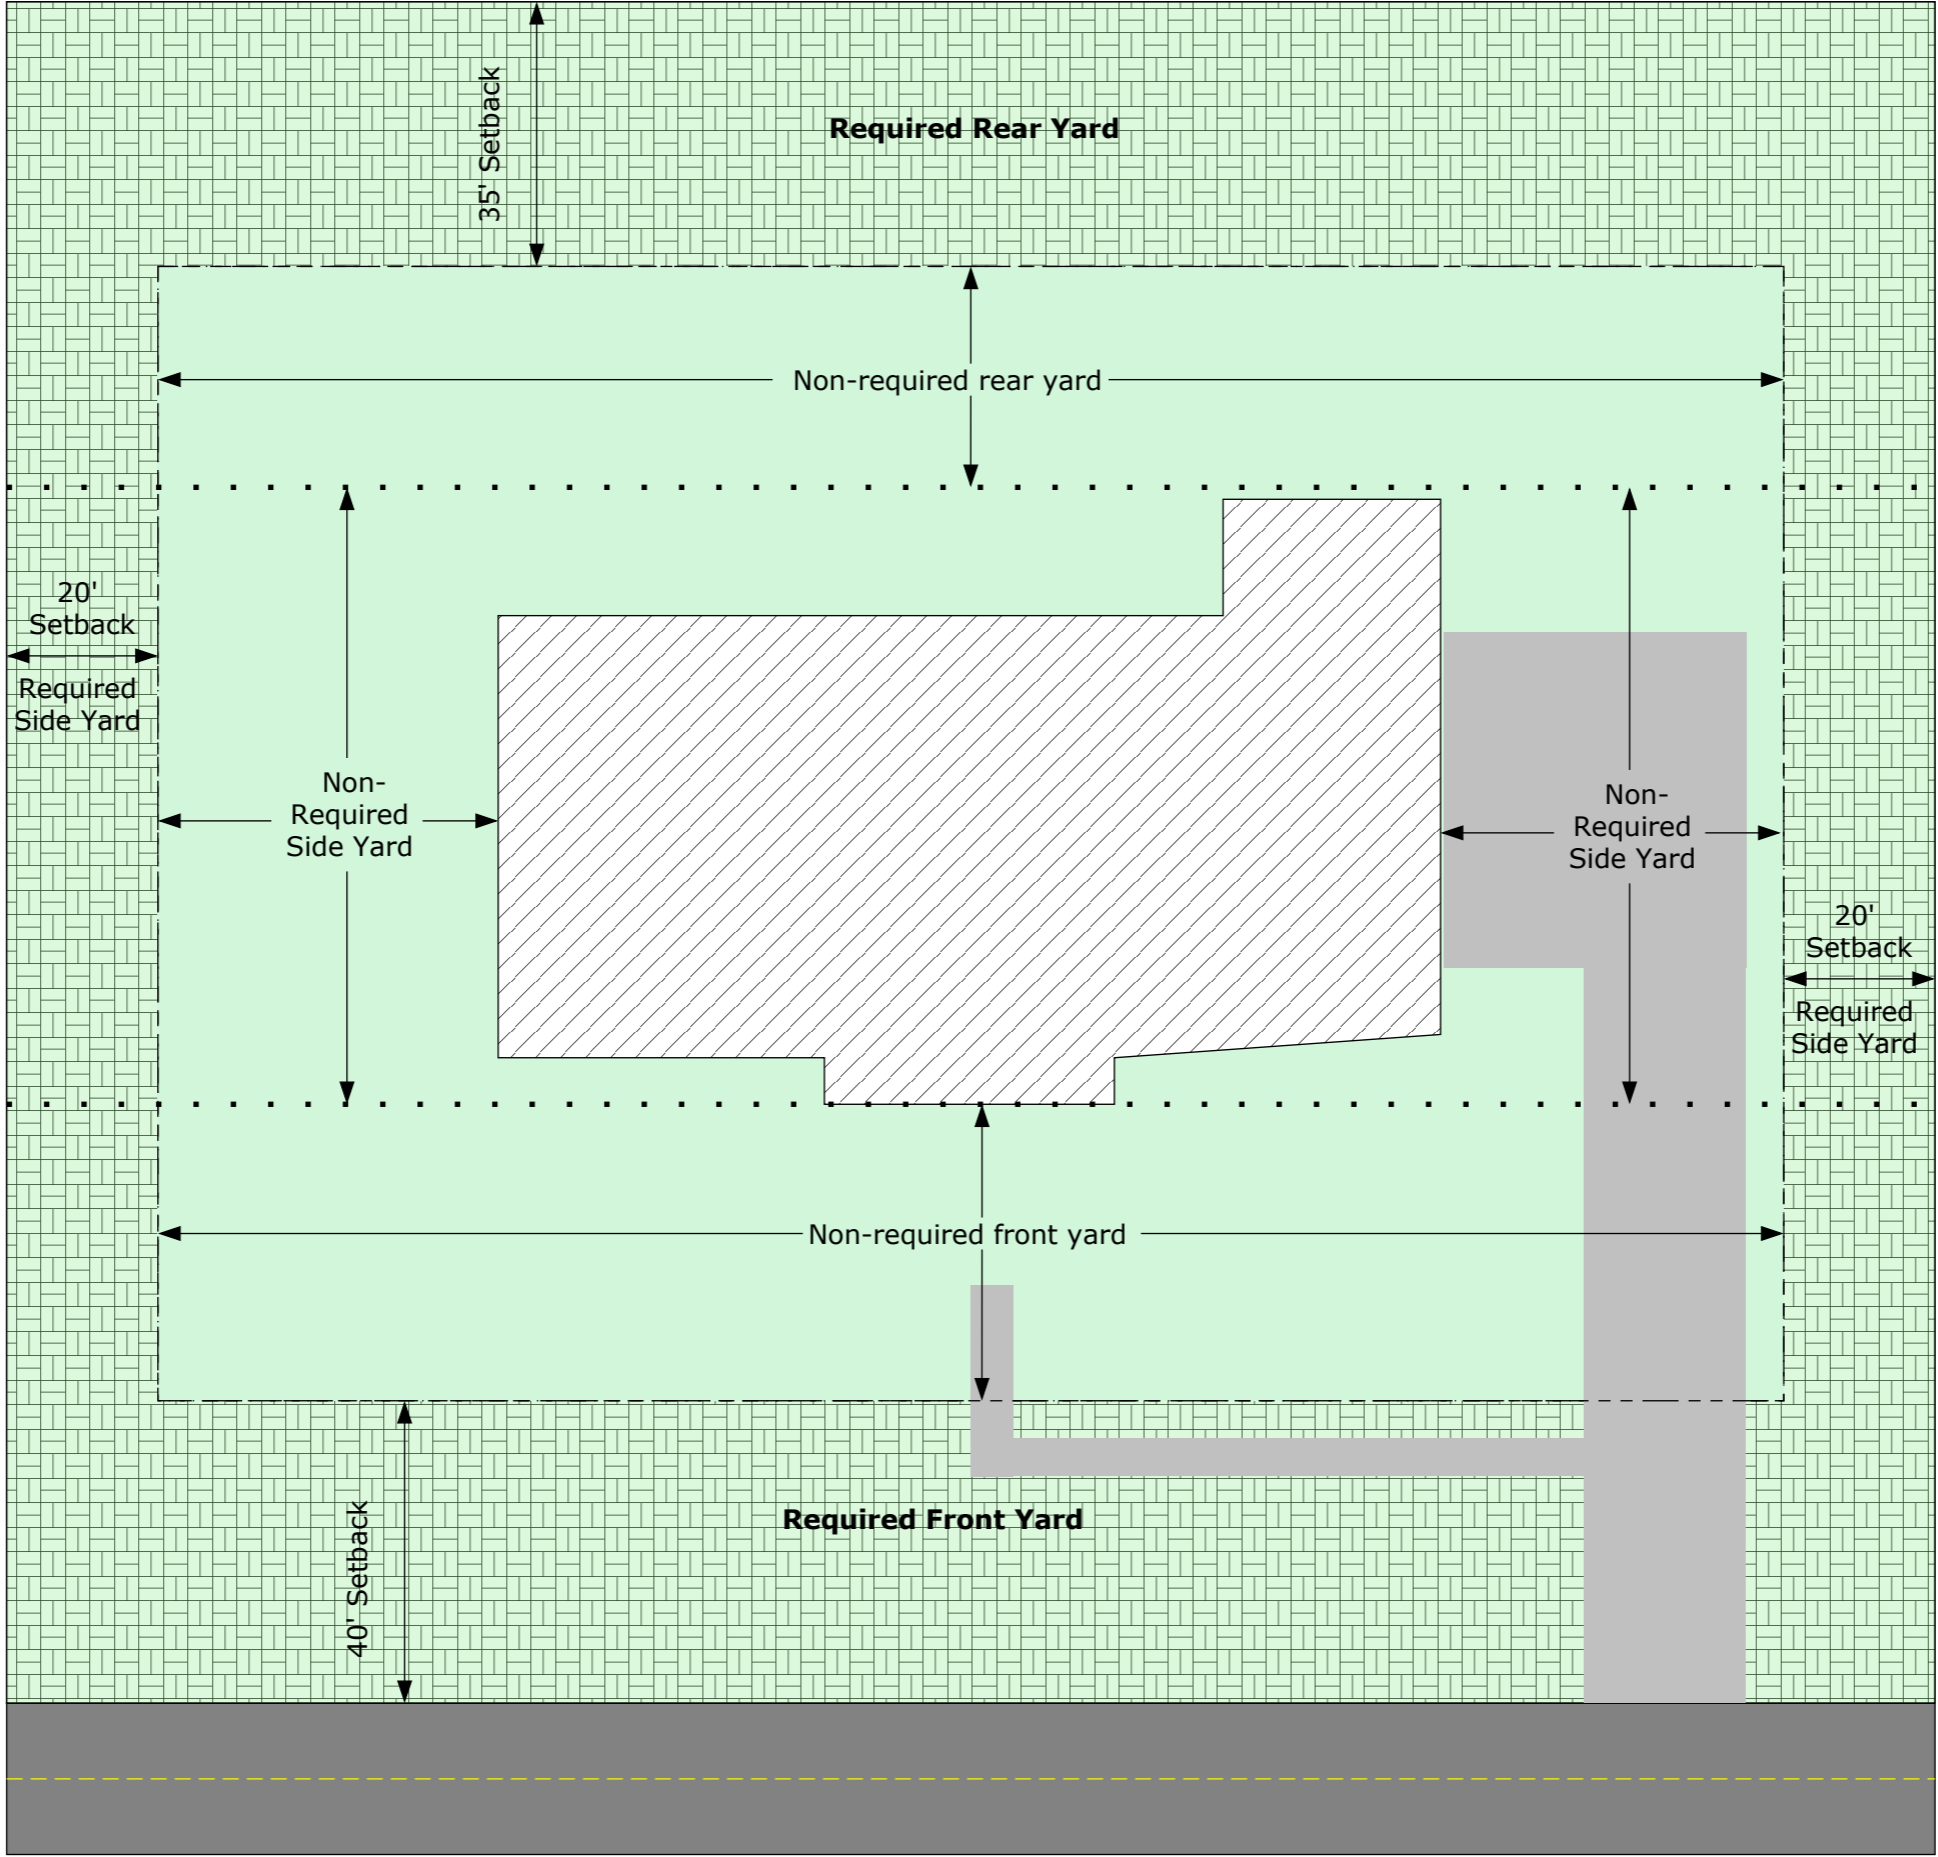 35' Setback
Required Rear Yard
Non-required rear yard
20'
Setback
Required
Side Yard
Non-
Required
Side Yard
Non-
Required
Side Yard
20'
Setback
Required
Side Yard
Non-required front yard
40' Setback
Required Front Yard